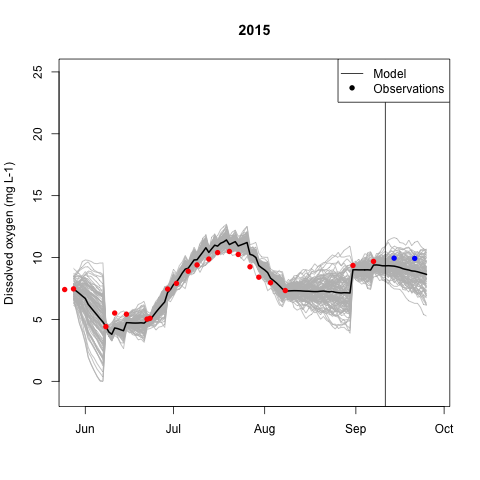 2015
Model
Observations
Dissolved oxygen (mg L-1)
25
20
15
10
5
0
Jun
Jul
Aug
Sep
Oct